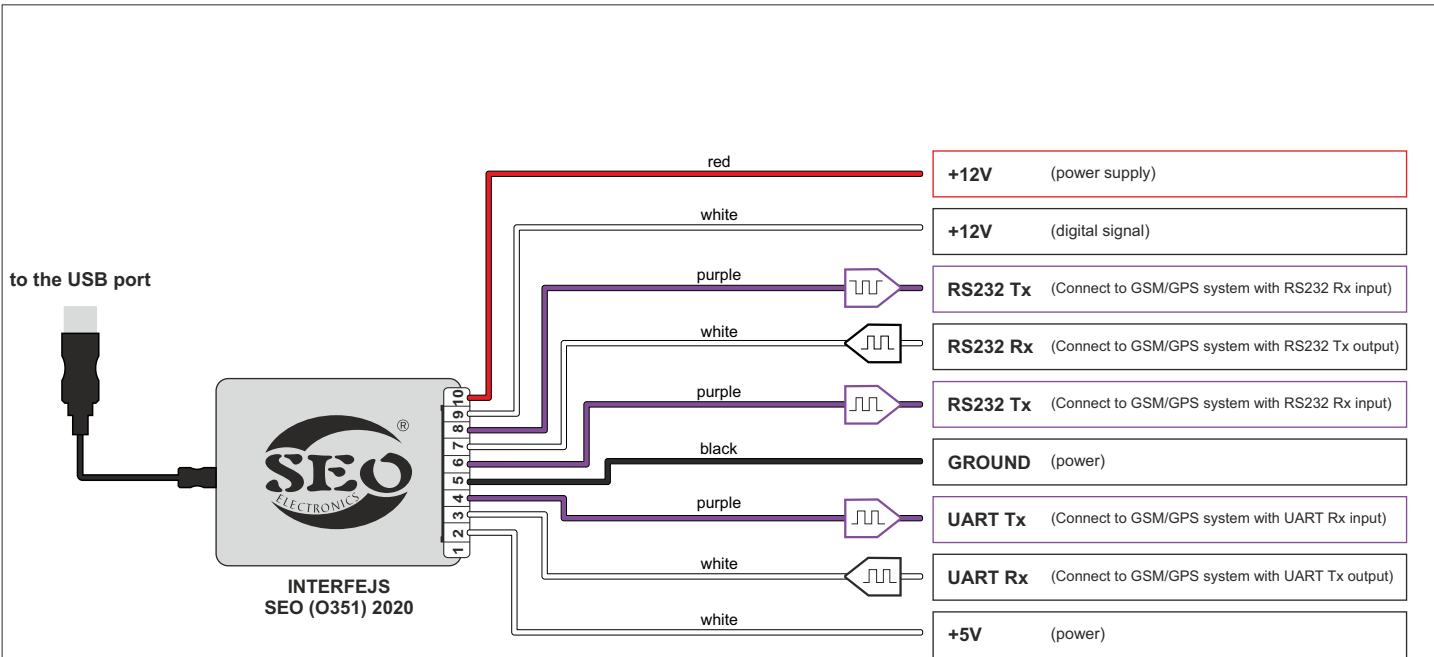 red
+12V (power supply)
white
+12V (digital signal)
to the USB port
purple
RS232 Tx (Connect to GSM/GPS system with RS232 Rx input)
white
RS232 Rx (Connect to GSM/GPS system with RS232 Tx output)
purple
RS232 Tx (Connect to GSM/GPS system with RS232 Rx input)
black
GROUND (power)
purple
UART Tx (Connect to GSM/GPS system with UART Rx input)
white
UART Rx (Connect to GSM/GPS system with UART Tx output)
white
+5V (power)
10
9
8
7
6
5
4
3
2
1
®
SEO
ELECTRONICS
INTERFEJS
SEO (O351) 2020